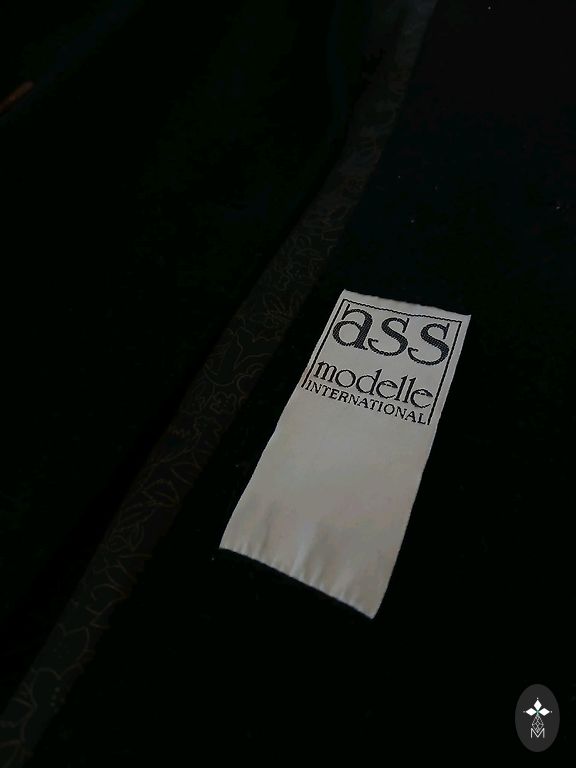 ass
modelle
INTERNATIONAL
M